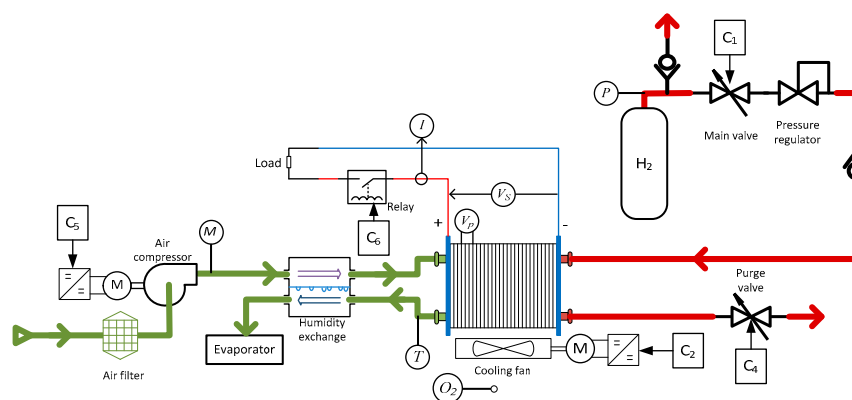 C1
P
Main valve
Pressure
regulator
H2
I
Load
Relay
VS
C6
+
Vp
-
C5
Air
compressor
M
M
Humidity
exchange
Evaporator
Air filter
T
Purge
valve
Cooling fan
M
C2
C4
O2